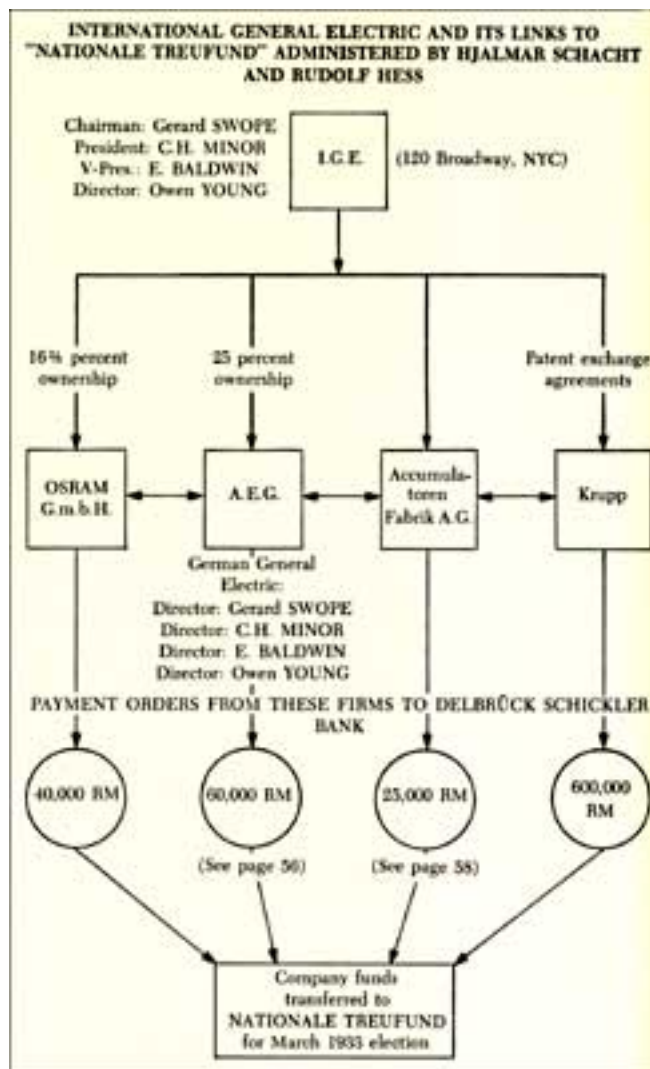 INTERNATIONAL GENERAL ELECTRIC AND ITS LINKS TO
"NATIONALE TREUFUND" ADMINISTERED BY HJALMAR SCHACHT
AND RUDOLF HESS
Chairman: Gerard SWOPE
President: C.H. MINOR
V-Pres.: E. BALDWIN
Director: Owen YOUNG
I.G.E.
(120 Broadway, NYC)
16⅔ percent
ownership
25 percent
ownership
Patent exchange
agreements
OSRAM
G.m.b.H.
A.E.G.
Accumula-
toren
Fabrik A.G.
Krupp
German General
Electric:
Director: Gerard SWOPE
Director: C.H. MINOR
Director: E. BALDWIN
Director: Owen YOUNG
PAYMENT ORDERS FROM THESE FIRMS TO DELBRÜCK SCHICKLER
BANK
40,000 RM
60,000 RM
25,000 RM
600,000
RM
(See page 56)
(See page 58)
Company funds
transferred to
NATIONALE TREUFUND
for March 1933 election